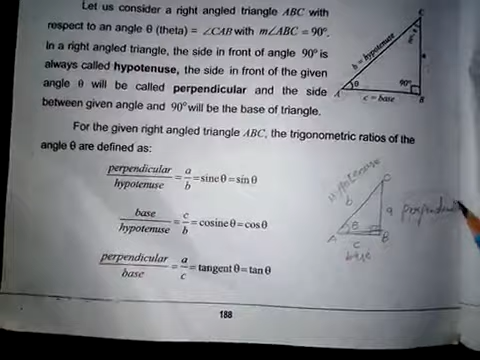 Let us consider a right angled triangle ABC with
respect to an angle θ (theta) = ∠CAB with m∠ABC = 90°.
In a right angled triangle, the side in front of angle 90° is
always called hypotenuse, the side in front of the given
angle θ will be called perpendicular and the side
between given angle and 90° will be the base of triangle.
C
b = hypotenuse
a
θ
90°
A
c = base
B
For the given right angled triangle ABC, the trigonometric ratios of the
angle θ are defined as:
perpendicular/hypotenuse = a/b = sine θ = sin θ
base/hypotenuse = c/b = cosine θ = cos θ
perpendicular/base = a/c = tangent θ = tan θ
hypotenuse
C
b
a
θ
A
B
c
base
188